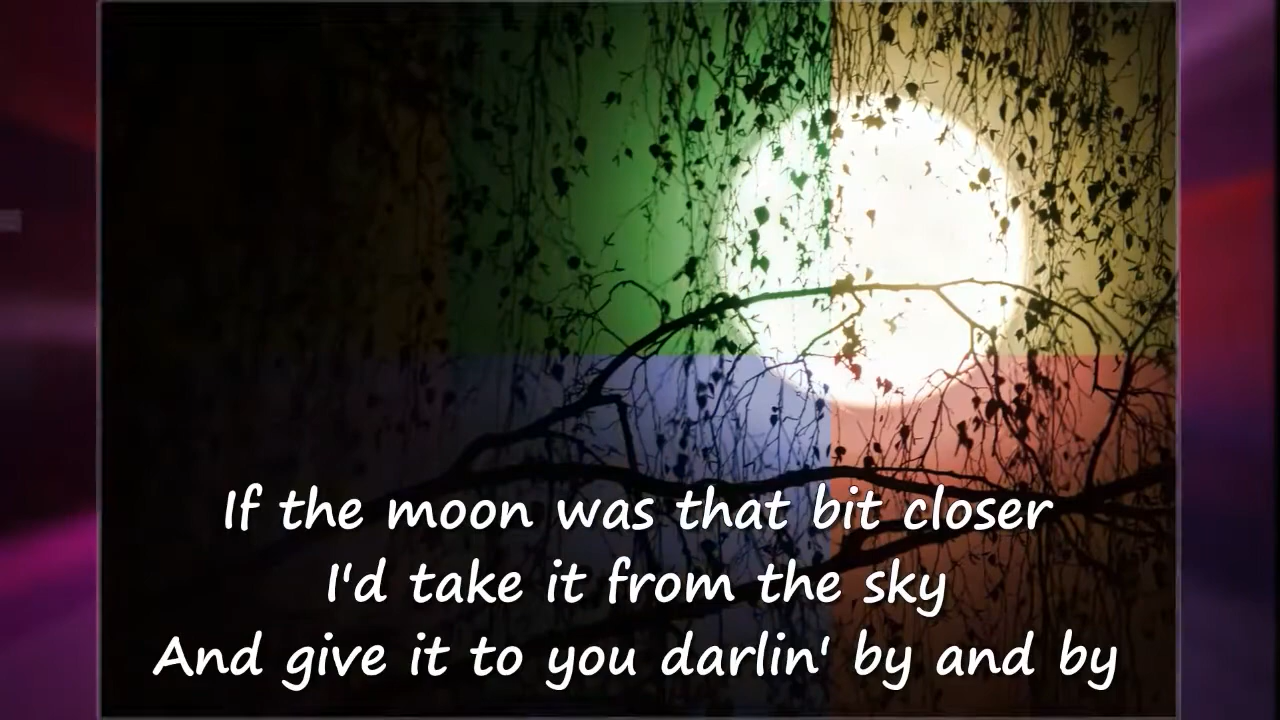 If the moon was that bit closer
I'd take it from the sky
And give it to you darlin' by and by